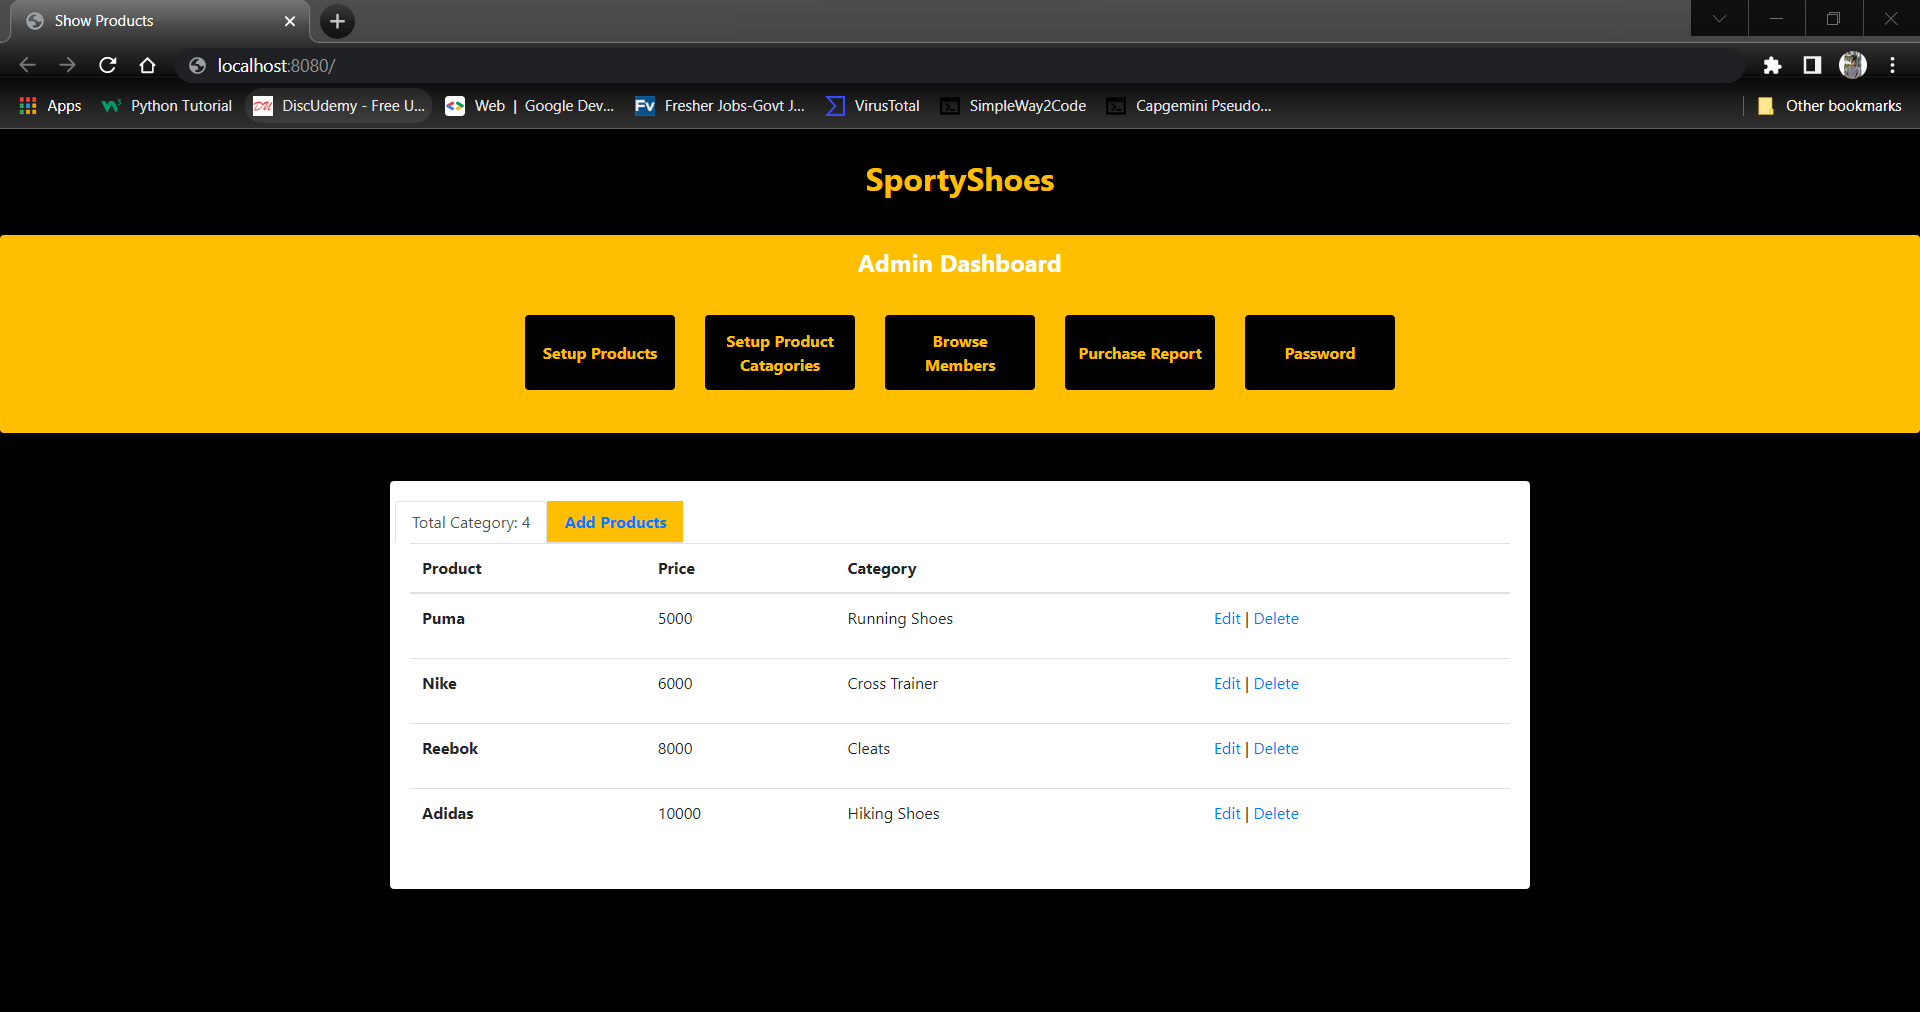 Show Products
localhost:8080/
Apps
W3 Python Tutorial
DU DiscUdemy - Free U...
Web | Google Dev...
Fv Fresher Jobs-Govt J...
VirusTotal
SimpleWay2Code
Capgemini Pseudo...
Other bookmarks
SportyShoes
Admin Dashboard
Setup Products
Setup Product
Catagories
Browse
Members
Purchase Report
Password
Total Category: 4 Add Products
Product Price Category
Puma 5000 Running Shoes Edit | Delete
Nike 6000 Cross Trainer Edit | Delete
Reebok 8000 Cleats Edit | Delete
Adidas 10000 Hiking Shoes Edit | Delete